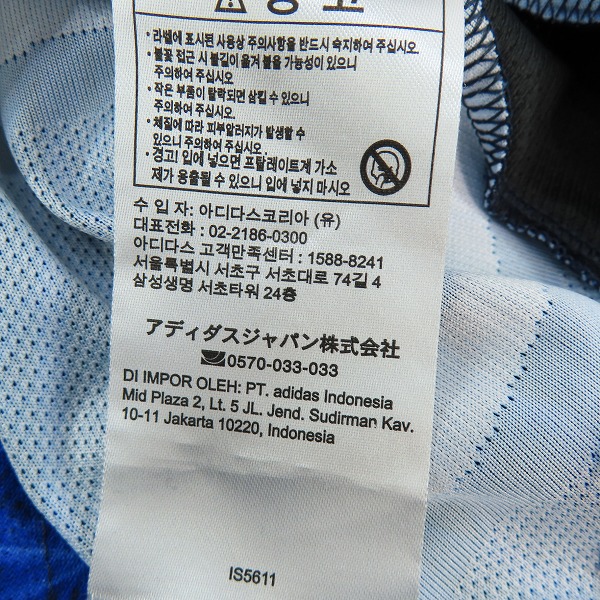 경고
• 라벨에 표시된 사용상 주의사항을 반드시 숙지하여 주십시오.
• 불꽃 접근 시 불길이 옮겨 붙을 가능성이 있으니
주의하여 주십시오
• 작은 부품이 탈락되면 삼킬 수 있으니
주의하여 주십시오.
• 체질에 따라 피부알러지가 발생할 수
있으니 주의하여 주십시오.
• 경고! 입에 넣으면 프탈레이트계 가소
제가 용출될 수 있으니 넣지 마시오
수 입 자: 아디다스코리아 (유)
대표전화 : 02-2186-0300
아디다스 고객만족센터 : 1588-8241
서울특별시 서초구 서초대로 74길 4
삼성생명 서초타워 24층
アディダスジャパン株式会社
0570-033-033
DI IMPOR OLEH: PT. adidas Indonesia
Mid Plaza 2, Lt. 5 JL. Jend. Sudirman Kav.
10-11 Jakarta 10220, Indonesia
IS5611